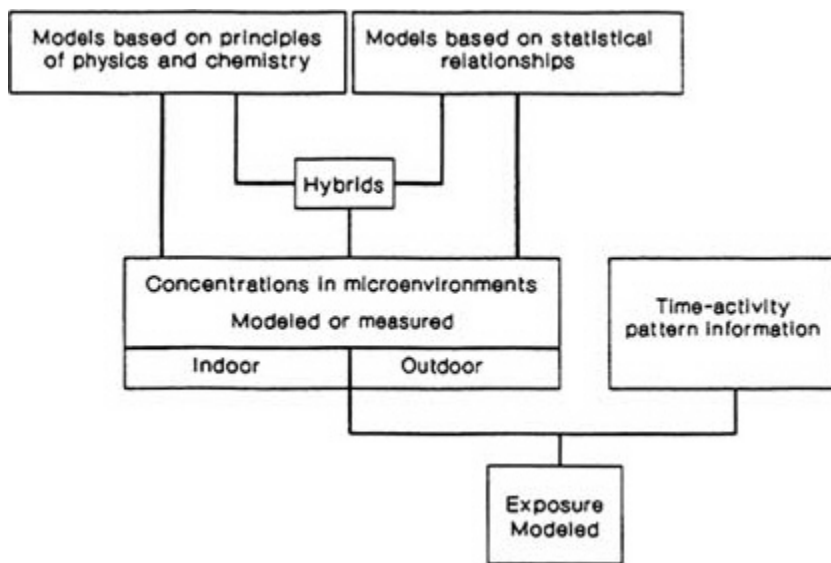 Models based on principles
of physics and chemistry
Models based on statistical
relationships
Hybrids
Concentrations in microenvironments
Modeled or measured
Indoor
Outdoor
Time-activity
pattern information
Exposure
Modeled